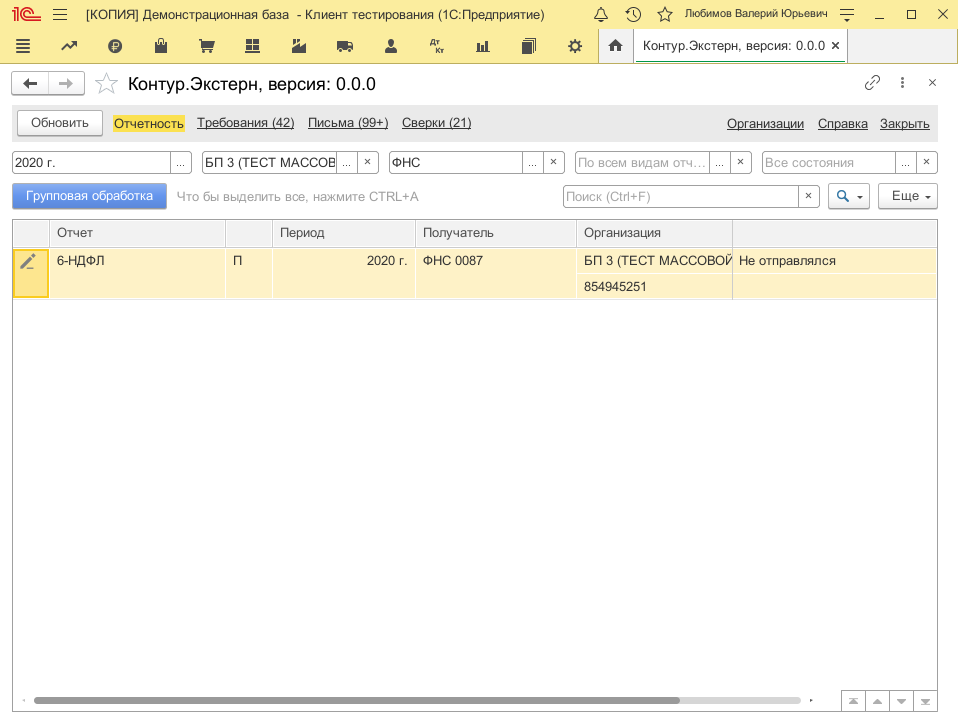 1С [КОПИЯ] Демонстрационная база - Клиент тестирования (1С:Предприятие) Любимов Валерий Юрьевич
Дт Кт Контур.Экстерн, версия: 0.0.0 ×
Контур.Экстерн, версия: 0.0.0
Обновить Отчетность Требования (42) Письма (99+) Сверки (21) Организации Справка Закрыть
2020 г. ... БП 3 (ТЕСТ МАССОВ ... × ФНС ... × По всем видам отч... ... × Все состояния ... ×
Групповая обработка Что бы выделить все, нажмите CTRL+A Поиск (Ctrl+F) × Еще
Отчет Период Получатель Организация
6-НДФЛ П 2020 г. ФНС 0087 БП 3 (ТЕСТ МАССОВОЙ Не отправлялся
854945251